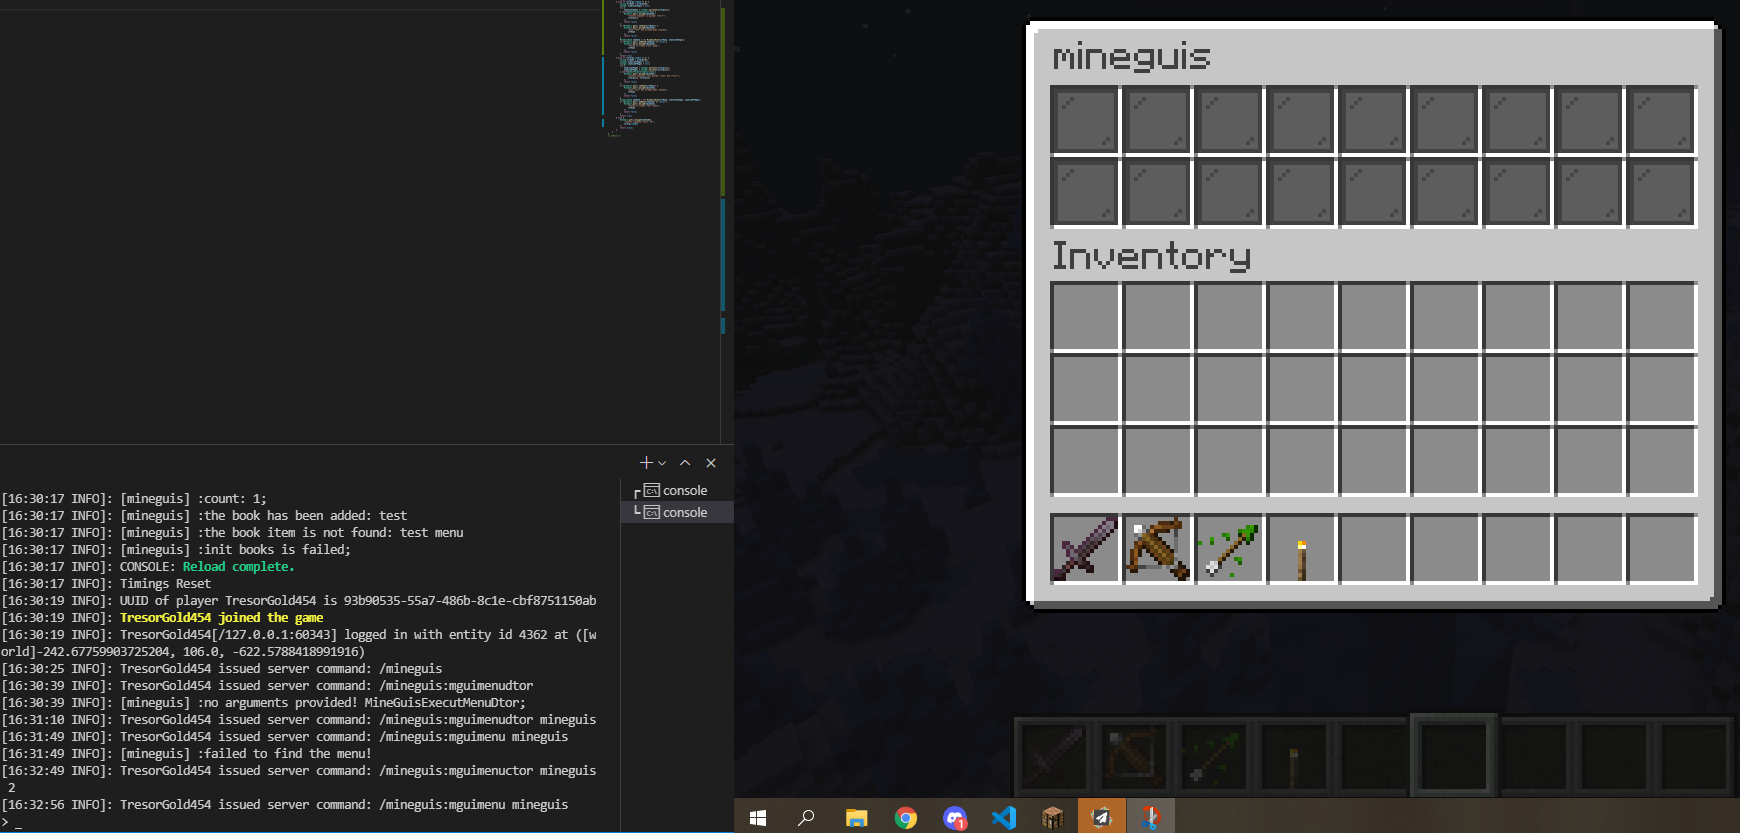 mineguis
Inventory
console
console
[16:30:17 INFO]: [mineguis] :count: 1;
[16:30:17 INFO]: [mineguis] :the book has been added: test
[16:30:17 INFO]: [mineguis] :the book item is not found: test menu
[16:30:17 INFO]: [mineguis] :init books is failed;
[16:30:17 INFO]: CONSOLE: Reload complete.
[16:30:17 INFO]: Timings Reset
[16:30:19 INFO]: UUID of player TresorGold454 is 93b90535-55a7-486b-8c1e-cbf8751150ab
[16:30:19 INFO]: TresorGold454 joined the game
[16:30:19 INFO]: TresorGold454[/127.0.0.1:60343] logged in with entity id 4362 at ([w
orld]-242.67759903725204, 106.0, -622.5788418991916)
[16:30:25 INFO]: TresorGold454 issued server command: /mineguis
[16:30:39 INFO]: TresorGold454 issued server command: /mineguis:mguimenudtor
[16:30:39 INFO]: [mineguis] :no arguments provided! MineGuisExecutMenuDtor;
[16:31:10 INFO]: TresorGold454 issued server command: /mineguis:mguimenudtor mineguis
[16:31:49 INFO]: TresorGold454 issued server command: /mineguis:mguimenu mineguis
[16:31:49 INFO]: [mineguis] :failed to find the menu!
[16:32:49 INFO]: TresorGold454 issued server command: /mineguis:mguimenuctor mineguis
2
[16:32:56 INFO]: TresorGold454 issued server command: /mineguis:mguimenu mineguis
> _
1